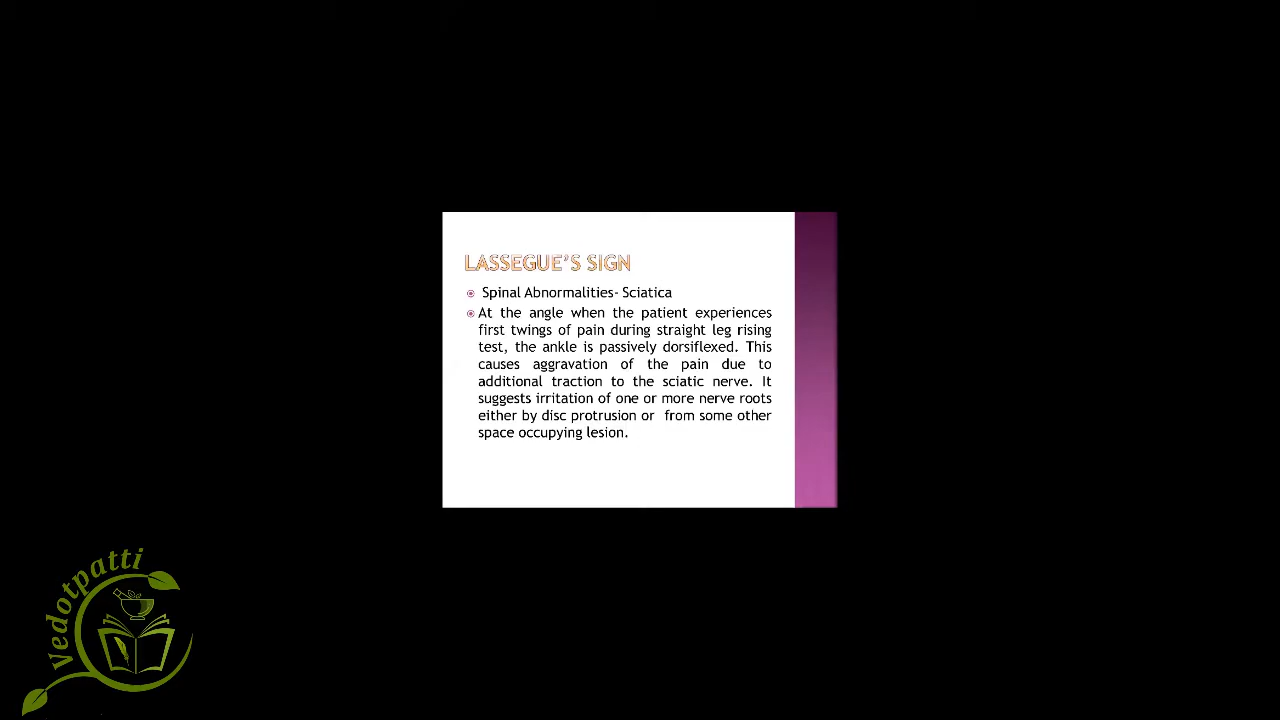 LASSEGUE'S SIGN
Spinal Abnormalities- Sciatica
At the angle when the patient experiences
first twings of pain during straight leg rising
test, the ankle is passively dorsiflexed. This
causes aggravation of the pain due to
additional traction to the sciatic nerve. It
suggests irritation of one or more nerve roots
either by disc protrusion or from some other
space occupying lesion.
vedotpatti